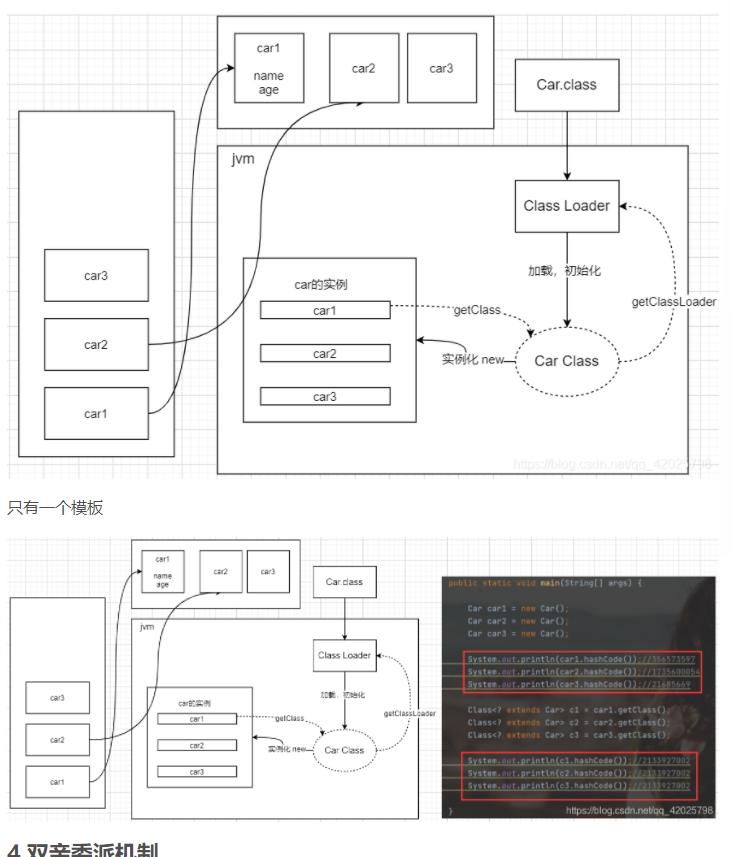 car1
name
age
car2
car3
Car.class
jvm
Class Loader
car3
加载，初始化
car的实例
getClassLoader
car1
getClass
car2
car2
实例化 new
Car Class
car3
car1
https://blog.csdn.net/qq_42025798
只有一个模板
car1
name
age
car2
car3
Car.class
jvm
Class Loader
car3
加载，初始化
car的实例
getClassLoader
car1
getClass
car2
car2
实例化 new
Car Class
car3
car1
public static void main(String[] args) {
Car car1 = new Car();
Car car2 = new Car();
Car car3 = new Car();
System.out.println(car1.hashCode());//356573597
System.out.println(car2.hashCode());//1735600054
System.out.println(car3.hashCode());//21685669
Class<? extends Car> c1 = car1.getClass();
Class<? extends Car> c2 = car2.getClass();
Class<? extends Car> c3 = car3.getClass();
System.out.println(c1.hashCode());//2133927002
System.out.println(c2.hashCode());//2133927002
System.out.println(c3.hashCode());//2133927002
}
https://blog.csdn.net/qq_42025798
4.双亲委派机制